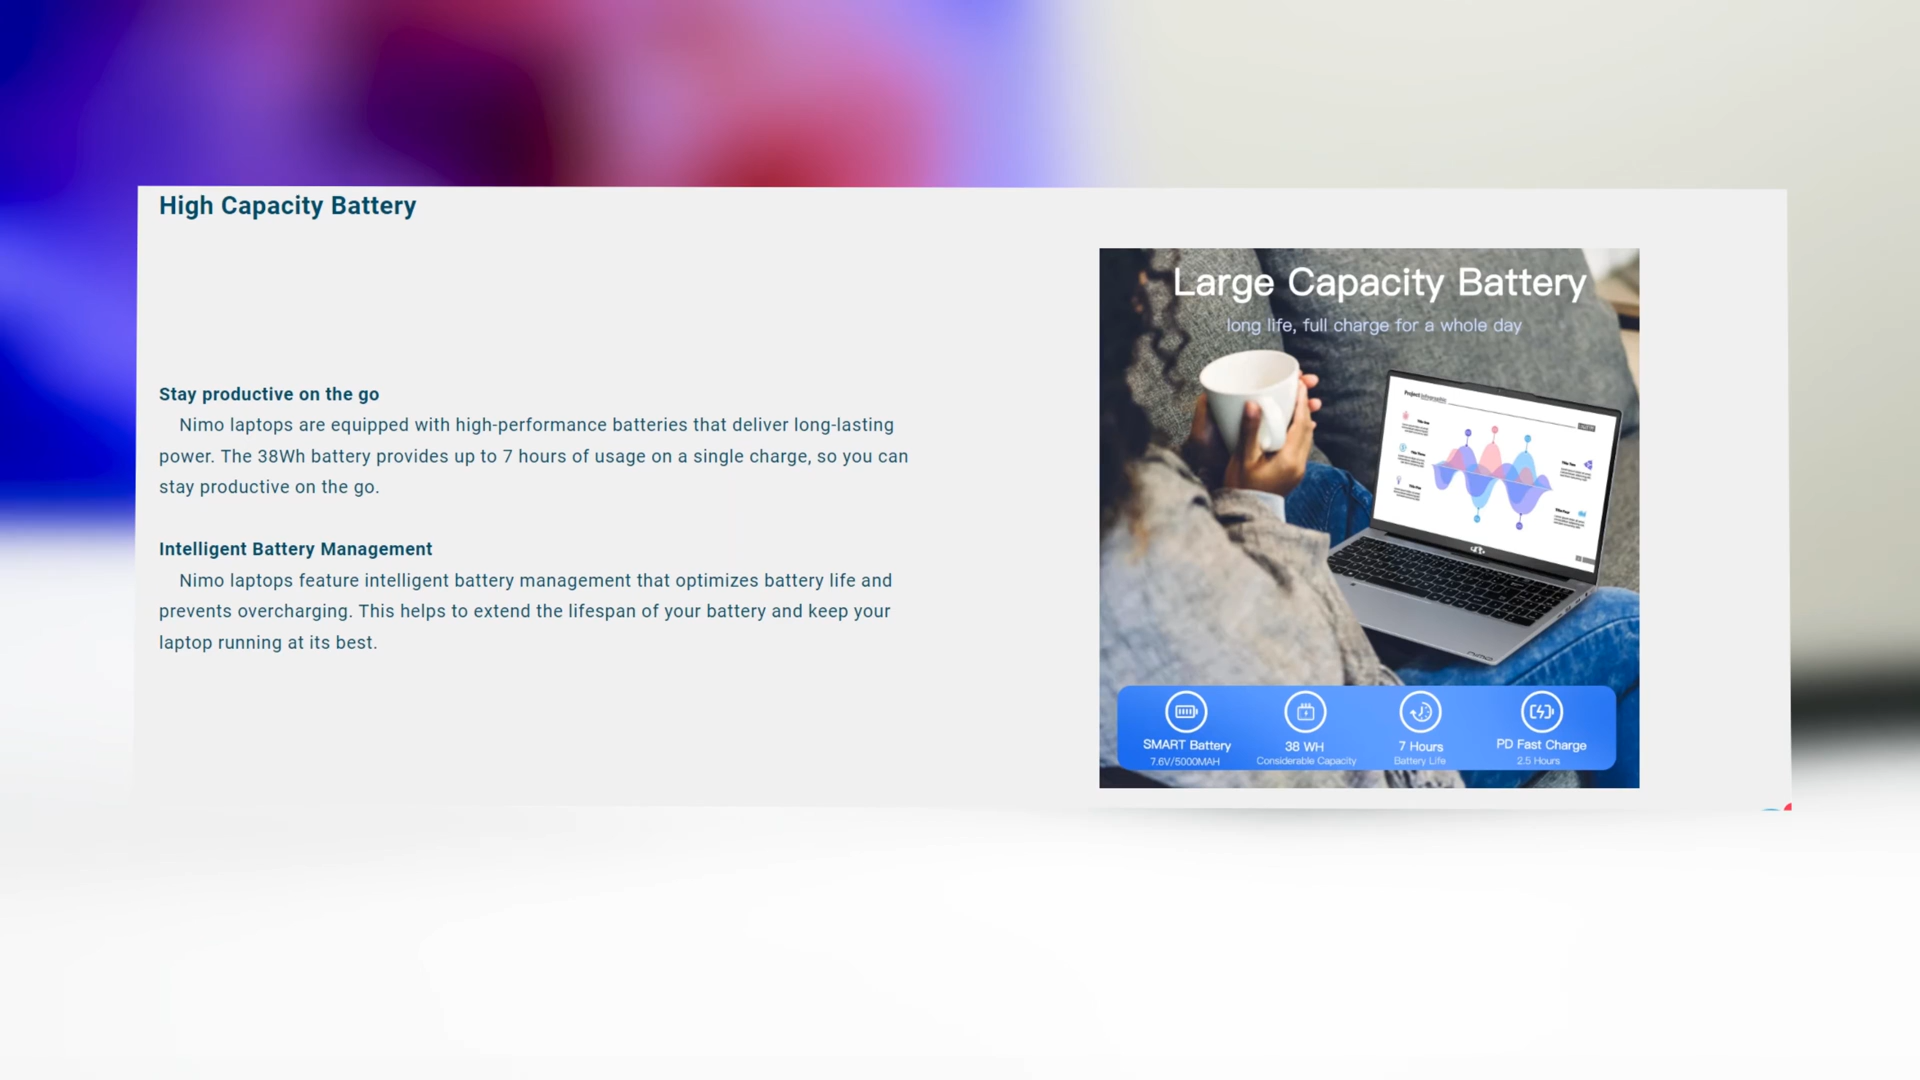 High Capacity Battery
Stay productive on the go
Nimo laptops are equipped with high-performance batteries that deliver long-lasting
power. The 38Wh battery provides up to 7 hours of usage on a single charge, so you can
stay productive on the go.
Intelligent Battery Management
Nimo laptops feature intelligent battery management that optimizes battery life and
prevents overcharging. This helps to extend the lifespan of your battery and keep your
laptop running at its best.
Large Capacity Battery
long life, full charge for a whole day
Project Infographic
nimo
SMART Battery
7.6V/5000MAH
38 WH
Considerable Capacity
7 Hours
Battery Life
PD Fast Charge
2.5 Hours